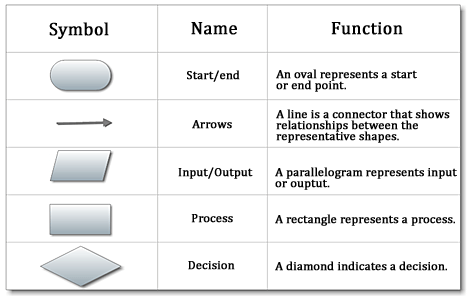 Symbol Name Function
Start/end An oval represents a start
or end point.
Arrows A line is a connector that shows
relationships between the
representative shapes.
Input/Output A parallelogram represents input
or ouptut.
Process A rectangle represents a process.
Decision A diamond indicates a decision.